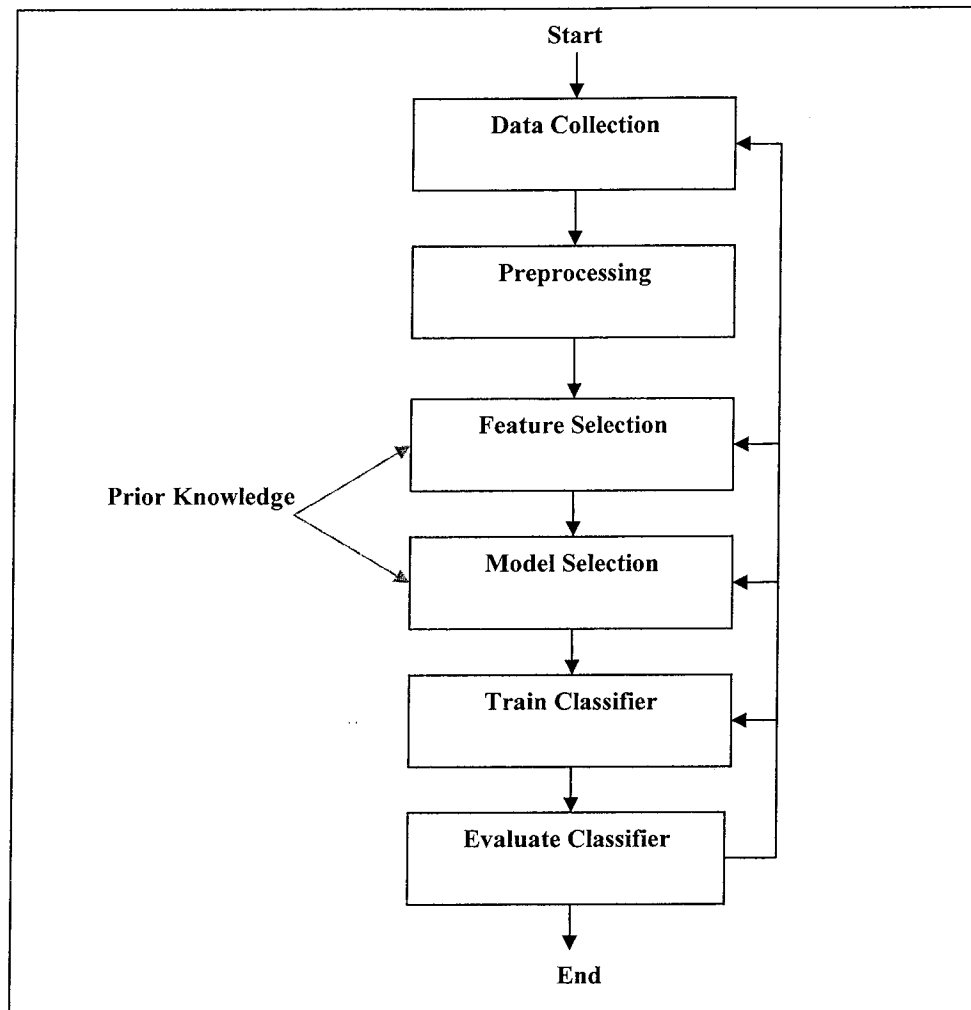 Start
Data Collection
Preprocessing
Feature Selection
Prior Knowledge
Model Selection
Train Classifier
Evaluate Classifier
End